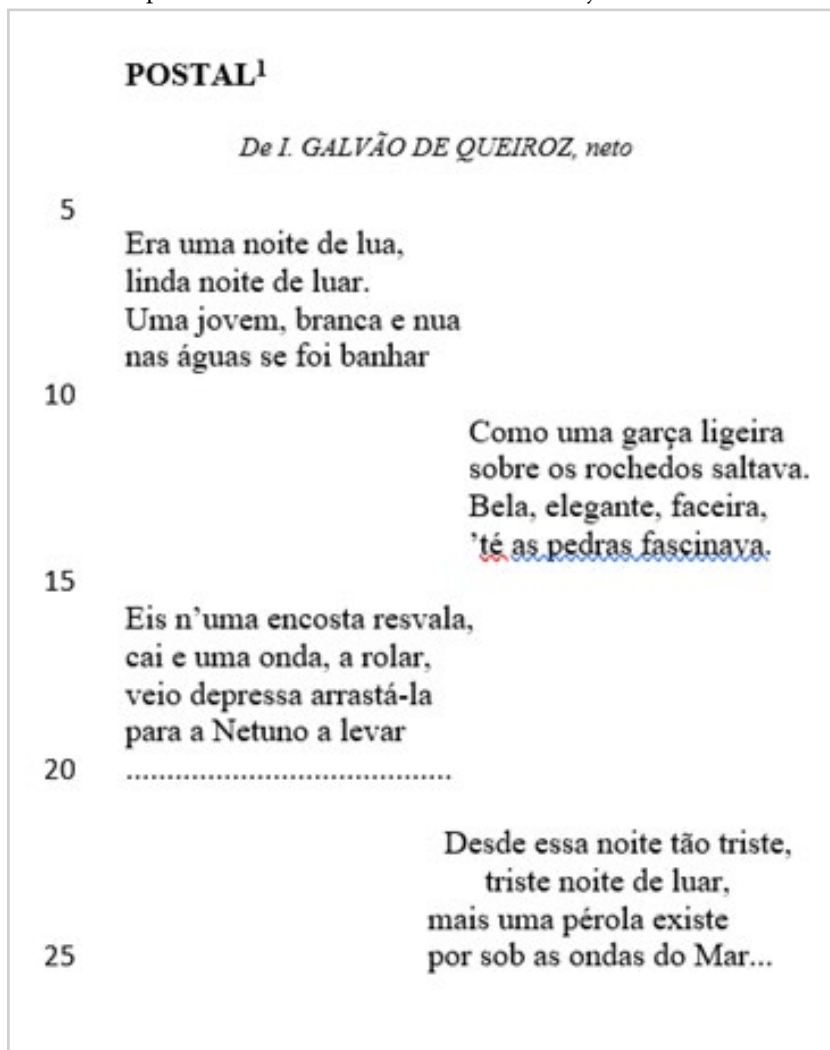 POSTAL¹
De I. GALVÃO DE QUEIROZ, neto
5
Era uma noite de lua,
linda noite de luar.
Uma jovem, branca e nua
nas águas se foi banhar
10
Como uma garça ligeira
sobre os rochedos saltava.
Bela, elegante, faceira,
’té as pedras fascinava.
15
Eis n’uma encosta resvala,
cai e uma onda, a rolar,
veio depressa arrastá-la
para a Netuno a levar
20 ........................................
Desde essa noite tão triste,
triste noite de luar,
mais uma pérola existe
25 por sob as ondas do Mar...